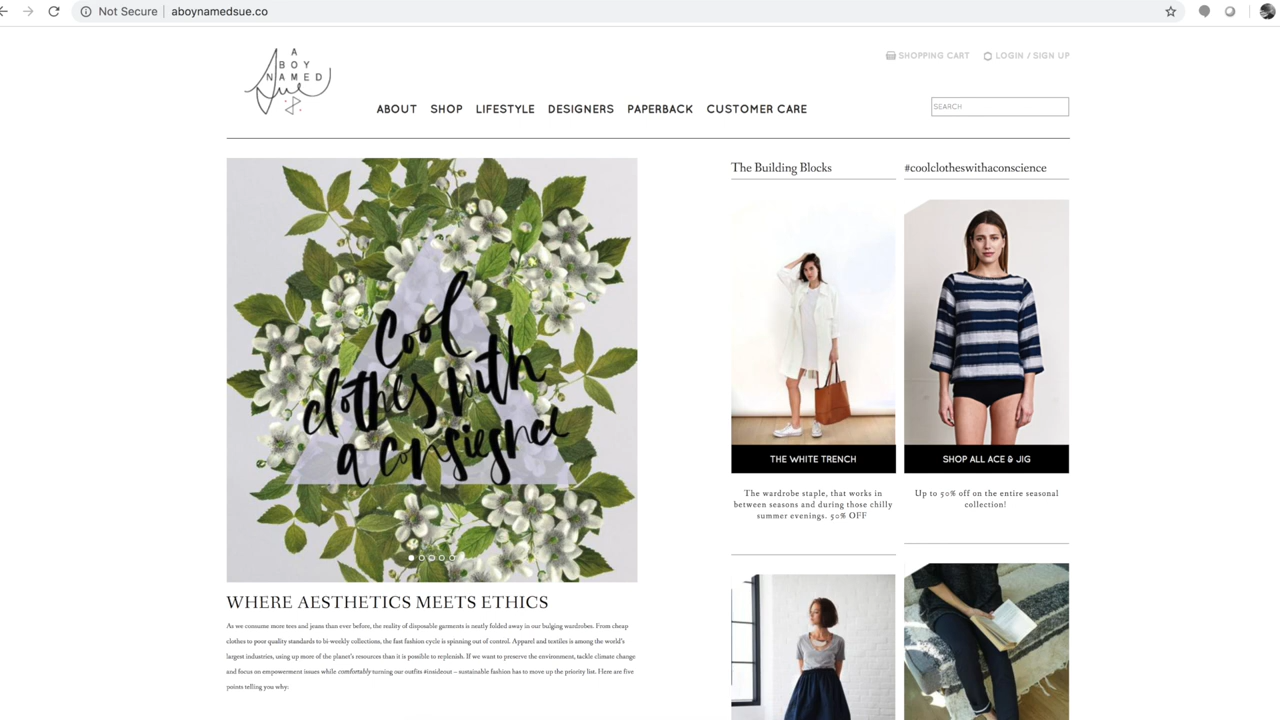 Not Secure aboynamedsue.co
A
BOY
NAMED
Sue
SHOPPING CART LOGIN / SIGN UP
ABOUT SHOP LIFESTYLE DESIGNERS PAPERBACK CUSTOMER CARE
SEARCH
Cool
clothes with
a consiesnce
WHERE AESTHETICS MEETS ETHICS
As we consume more tees and jeans than ever before, the reality of disposable garments is neatly folded away in our bulging wardrobes. From cheap
clothes to poor quality standards to bi-weekly collections, the fast fashion cycle is spinning out of control. Apparel and textiles is among the world's
largest industries, using up more of the planet's resources than it is possible to replenish. If we want to preserve the environment, tackle climate change
and focus on empowerment issues while comfortably turning our outfits #insideout – sustainable fashion has to move up the priority list. Here are five
points telling you why:
The Building Blocks
THE WHITE TRENCH
The wardrobe staple, that works in
between seasons and during those chilly
summer evenings. 50% OFF
#coolclotheswithaconscience
SHOP ALL ACE & JIG
Up to 50% off on the entire seasonal
collection!